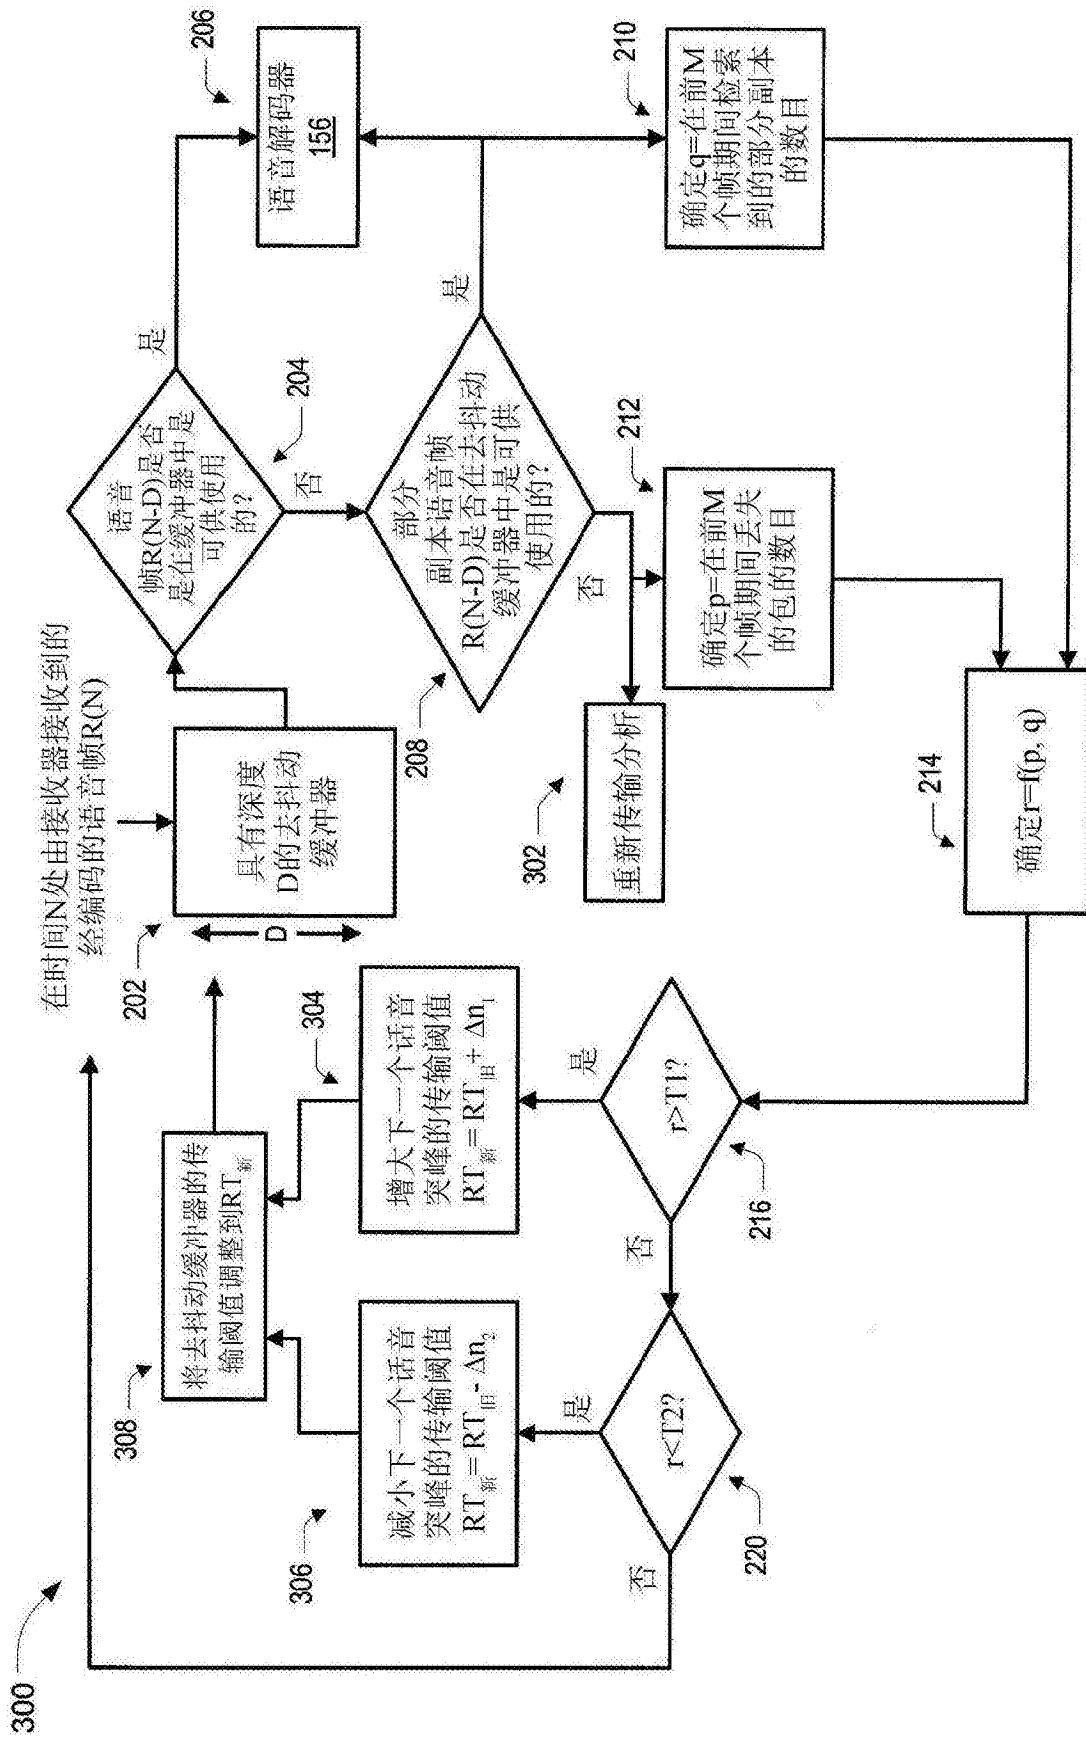 300
在时间N处由接收器接收到的
经编码的语音帧R(N)
202
具有深度
D的去抖动
缓冲器
D
语音
帧R(N-D)是否
是在缓冲器中是
可供使用
的？
204
是
否
206
语音解码器
156
部分
副本语音帧
R(N-D)是否在去抖动
缓冲器中是可供
使用的？
208
是
否
210
确定q=在前M
个帧期间检索
到的部分副本
的数目
212
确定p=在前M
个帧期间丢失
的包的数目
302
重新传输分析
214
确定r=f(p, q)
r>T1?
216
是
否
r<T2?
220
是
否
304
增大下一个话音
突峰的传输阈值
RT新=RT旧+Δn1
306
减小下一个话音
突峰的传输阈值
RT新=RT旧-Δn2
308
将去抖动缓冲器的传
输阈值调整到RT新